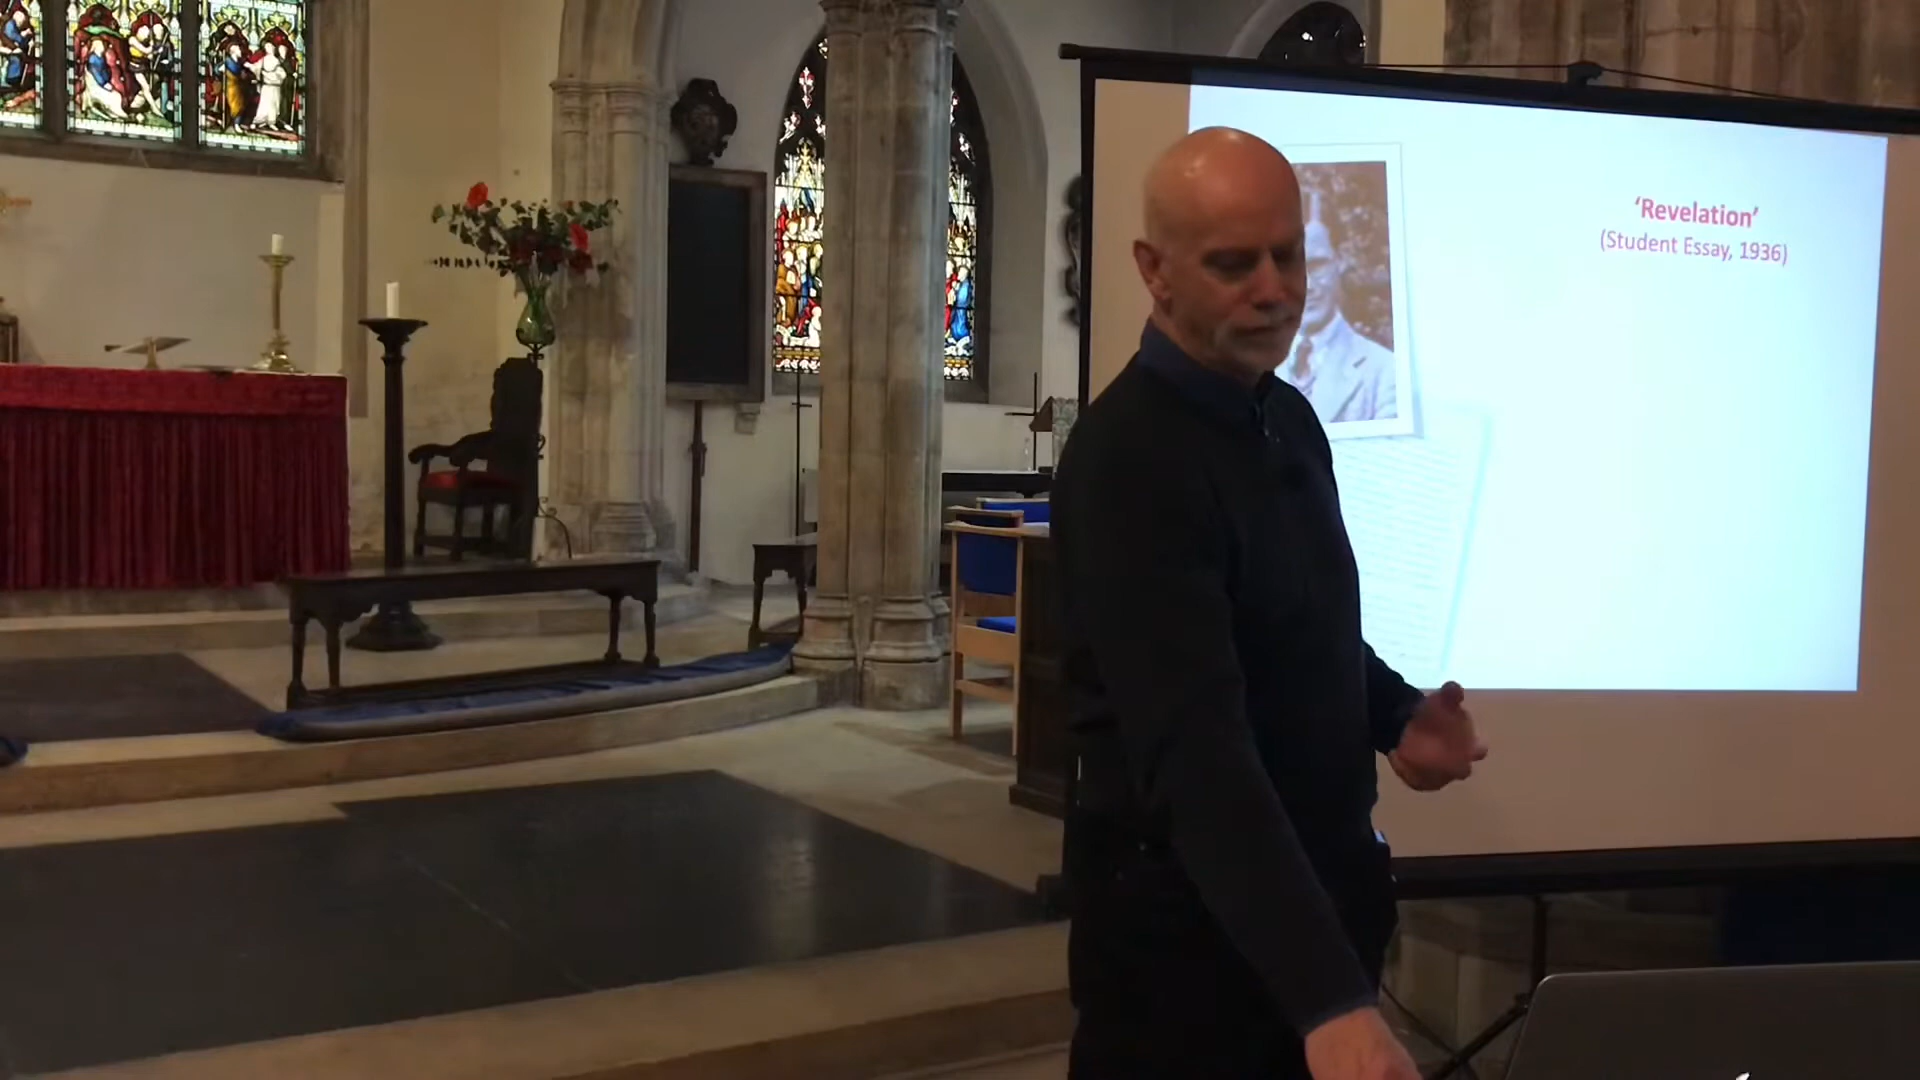 ‘Revelation’
(Student Essay, 1936)